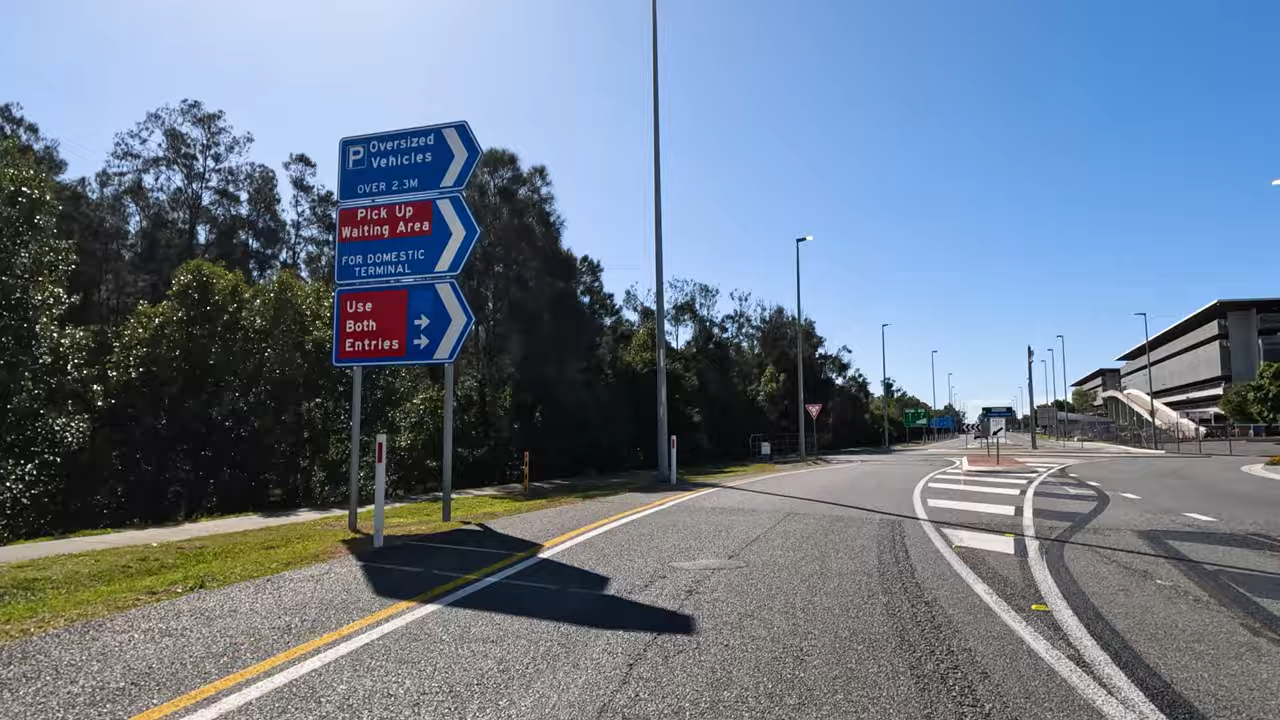 P Oversized
Vehicles
OVER 2.3M
Pick Up
Waiting Area
FOR DOMESTIC
TERMINAL
Use
Both
Entries